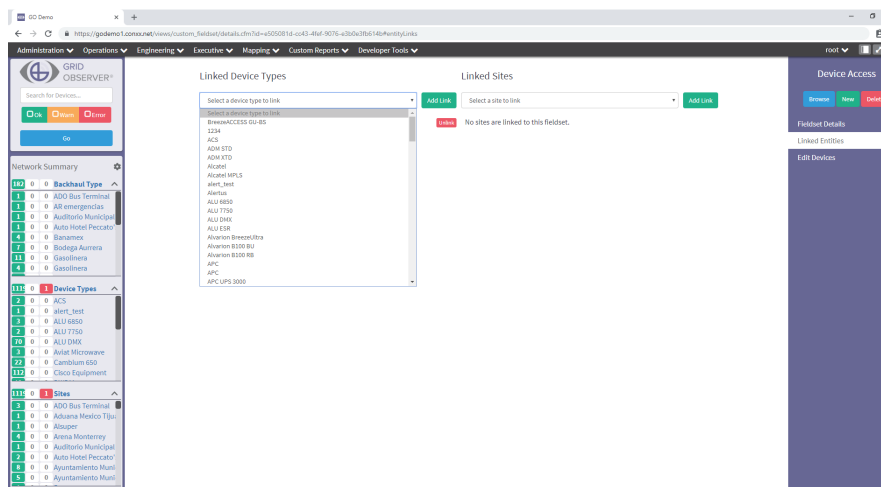 GO Demo
https://godemo1.conxx.net/views/custom_fieldset/details.cfm?id=e505081d-cc43-4fef-9076-a3b0e3fb614b#entityLinks
Administration Operations Engineering Executive Mapping Custom Reports Developer Tools root
GRID
OBSERVER®
Search for Devices...
Ok Warn Error
Go
Network Summary
182 0 0 Backhaul Type
1 0 0 ADO Bus Terminal
1 0 0 AR emergencias
1 0 0 Auditorio Municipal
1 0 0 Auto Hotel Peccato'
4 0 0 Banamex
7 0 0 Bodega Aurrera
11 0 0 Gasolinera
4 0 0 Gasolinera
1119 0 1 Device Types
2 0 0 ACS
1 0 0 alert_test
3 0 0 ALU 6850
2 0 0 ALU 7750
70 0 0 ALU DMX
3 0 0 Aviat Microwave
22 0 0 Cambium 650
112 0 0 Cisco Equipment
1119 0 1 Sites
3 0 0 ADO Bus Terminal
1 0 0 Aduana Mexico Tiju
1 0 0 Alsuper
4 0 0 Arena Monterrey
1 0 0 Auditorio Municipal
2 0 0 Auto Hotel Peccato'
8 0 0 Ayuntamiento Muni
5 0 0 Ayuntamiento Muni
Linked Device Types
Select a device type to link
Add Link
Select a device type to link
BreezeACCESS GU-BS
1234
ACS
ADM STD
ADM XTD
Alcatel
Alcatel MPLS
alert_test
Alertus
ALU 6850
ALU 7750
ALU DMX
ALU ESR
Alvarion BreezeUltra
Alvarion B100 BU
Alvarion B100 RB
APC
APC
APC UPS 3000
Linked Sites
Select a site to link
Add Link
Unlink
No sites are linked to this fieldset.
Device Access
Browse New Delet
Fieldset Details
Linked Entities
Edit Devices